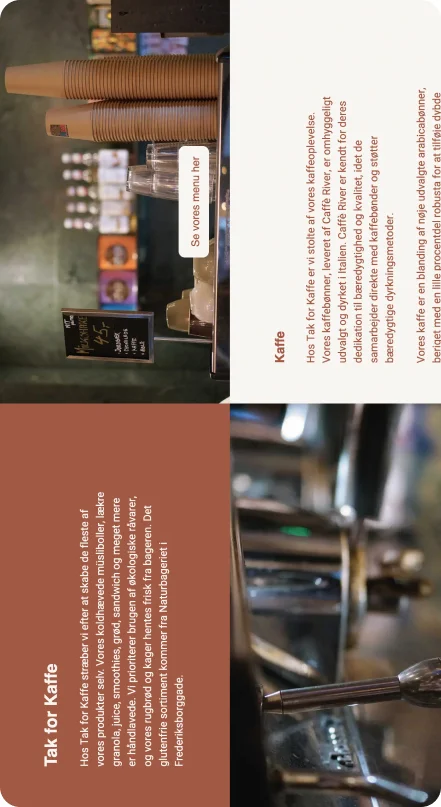 Tak for Kaffe
Hos Tak for Kaffe stræber vi efter at skabe de fleste af
vores produkter selv. Vores koldhævede müsliboller, lækre
granola, juice, smoothies, grød, sandwich og meget mere
er håndlavede. Vi prioriterer brugen af økologiske råvarer,
og vores rugbrød og kager hentes frisk fra bageren. Det
glutenfrie sortiment kommer fra Naturbageriet i
Frederiksborggade.
MILKSHAKE
45,-
Se vores menu her
Kaffe
Hos Tak for Kaffe er vi stolte af vores kaffeoplevelse.
Vores kaffebønner, leveret af Caffè River, er omhyggeligt
udvalgt og dyrket i Italien. Caffè River er kendt for deres
dedikation til bæredygtighed og kvalitet, idet de
samarbejder direkte med kaffebønder og støtter
bæredygtige dyrkningsmetoder.
Vores kaffe er en blanding af nøje udvalgte arabicabønner,
beriget med en lille procentdel robusta for at tilføje dybde